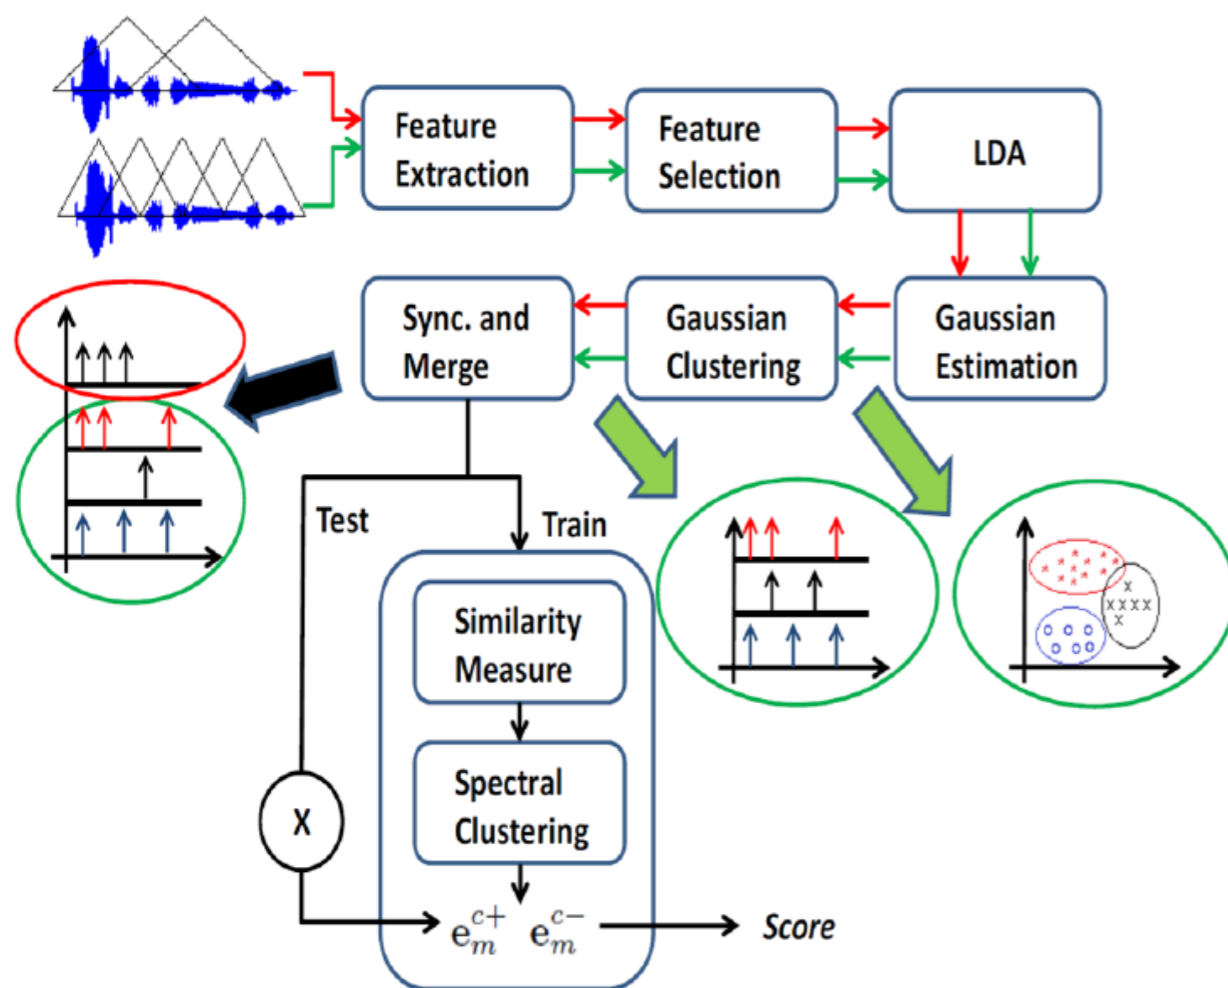 Feature
Extraction
Feature
Selection
LDA
Sync. and
Merge
Gaussian
Clustering
Gaussian
Estimation
Test
Train
Similarity
Measure
Spectral
Clustering
X
e_m^{c+} e_m^{c-}
Score